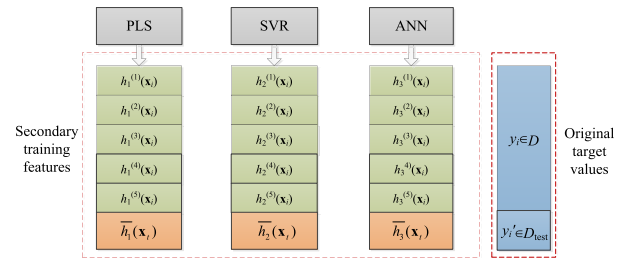 PLS SVR ANN
h₁⁽¹⁾(xᵢ) h₂⁽¹⁾(xᵢ) h₃⁽¹⁾(xᵢ)
h₁⁽²⁾(xᵢ) h₂⁽²⁾(xᵢ) h₃⁽²⁾(xᵢ)
h₁⁽³⁾(xᵢ) h₂⁽³⁾(xᵢ) h₃⁽³⁾(xᵢ)
h₁⁽⁴⁾(xᵢ) h₂⁽⁴⁾(xᵢ) h₃⁴⁾(xᵢ)
h₁⁽⁵⁾(xᵢ) h₂⁽⁵⁾(xᵢ) h₃⁽⁵⁾(xᵢ)
h̅₁(xₜ) h̅₂(xₜ) h̅₃(xₜ)
Secondary
training
features
yᵢ∈D
yᵢ′∈Dtest
Original
target
values